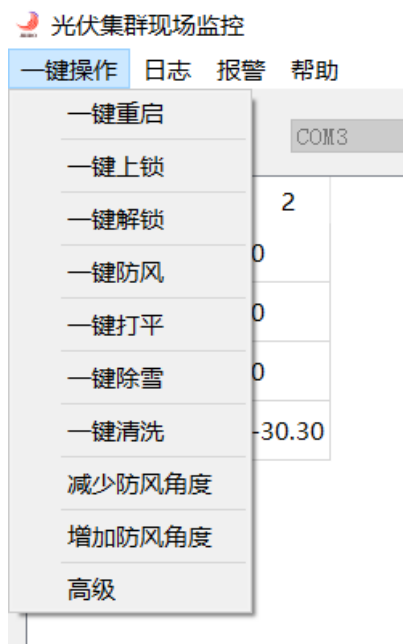 光伏集群现场监控
一键操作 日志 报警 帮助
一键重启
COM3
一键上锁
一键解锁
2
一键防风
0
一键打平
0
一键除雪
0
一键清洗
-30.30
减少防风角度
增加防风角度
高级